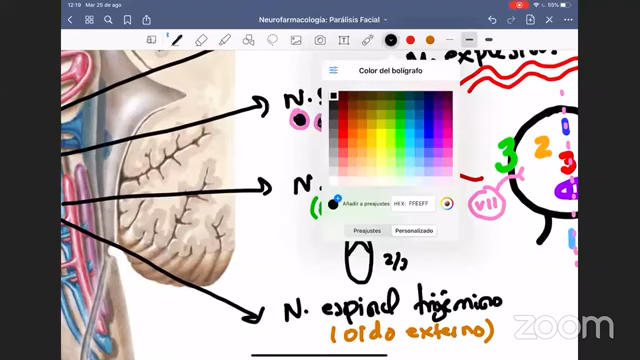 12:19 Mar 25 de ago
Neurofarmacología: Parálisis Facial
55%
N. expresión
Color del bolígrafo
N.
3 2 3
VII
N.
Añadir a preajustes HEX: FFEEFF
Preajustes Personalizado
2/3
N. espinal trigémino
(oído externo)
zoom